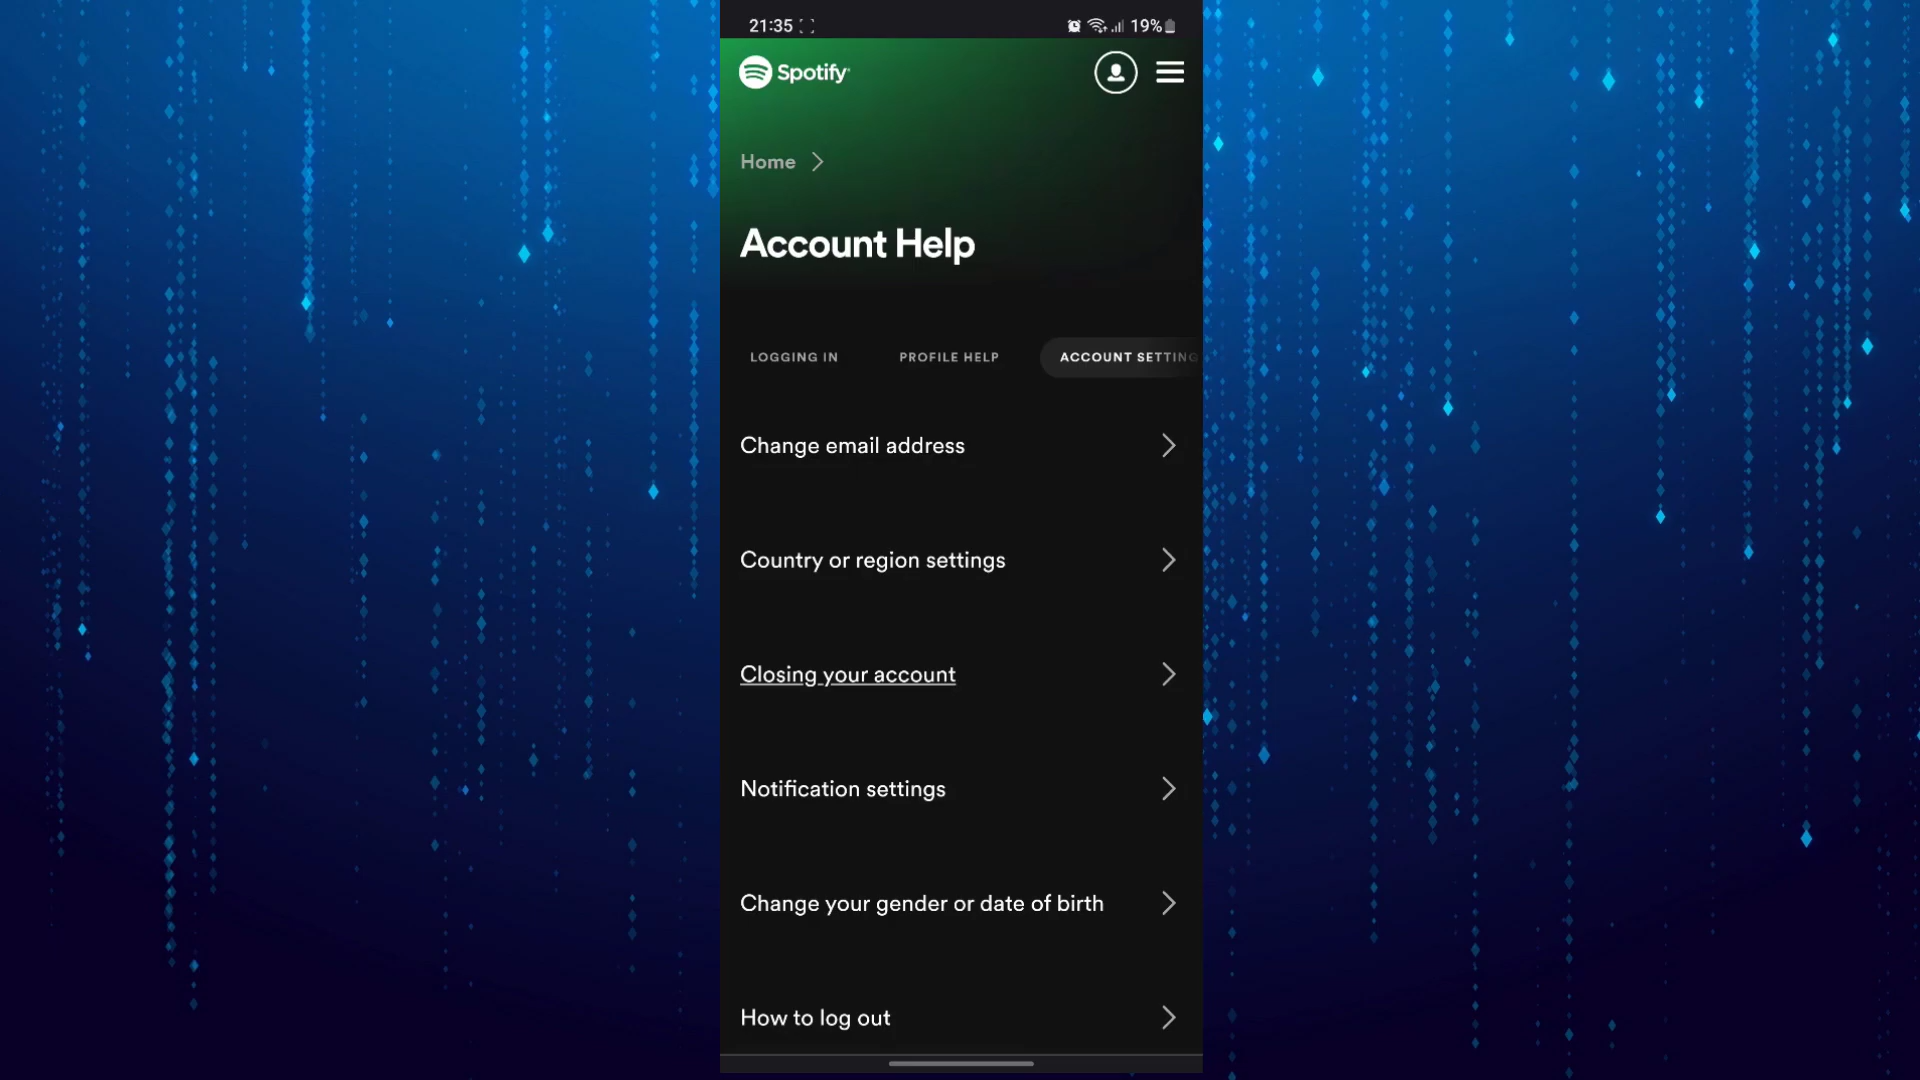 21:35 19%
Spotify
Home
Account Help
LOGGING IN PROFILE HELP ACCOUNT SETTING
Change email address
Country or region settings
Closing your account
Notification settings
Change your gender or date of birth
How to log out